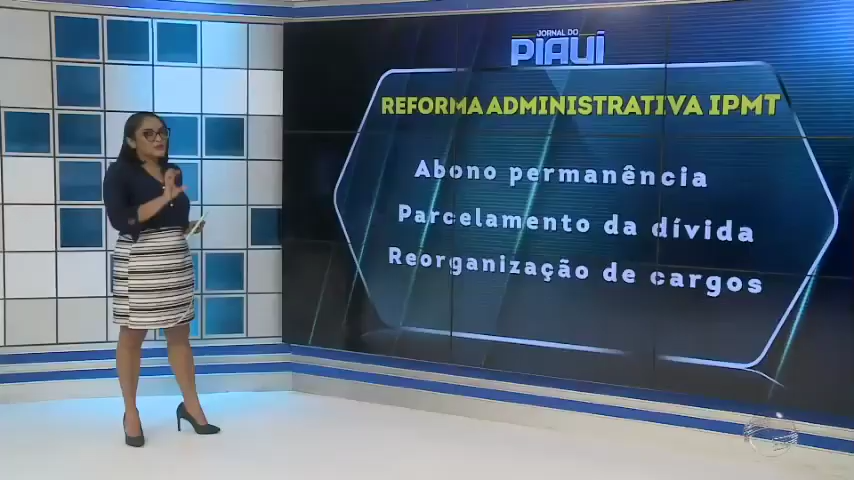 JORNAL DO
PIAUÍ
REFORMA ADMINISTRATIVA IPMT
Abono permanência
Parcelamento da dívida
Reorganização de cargos